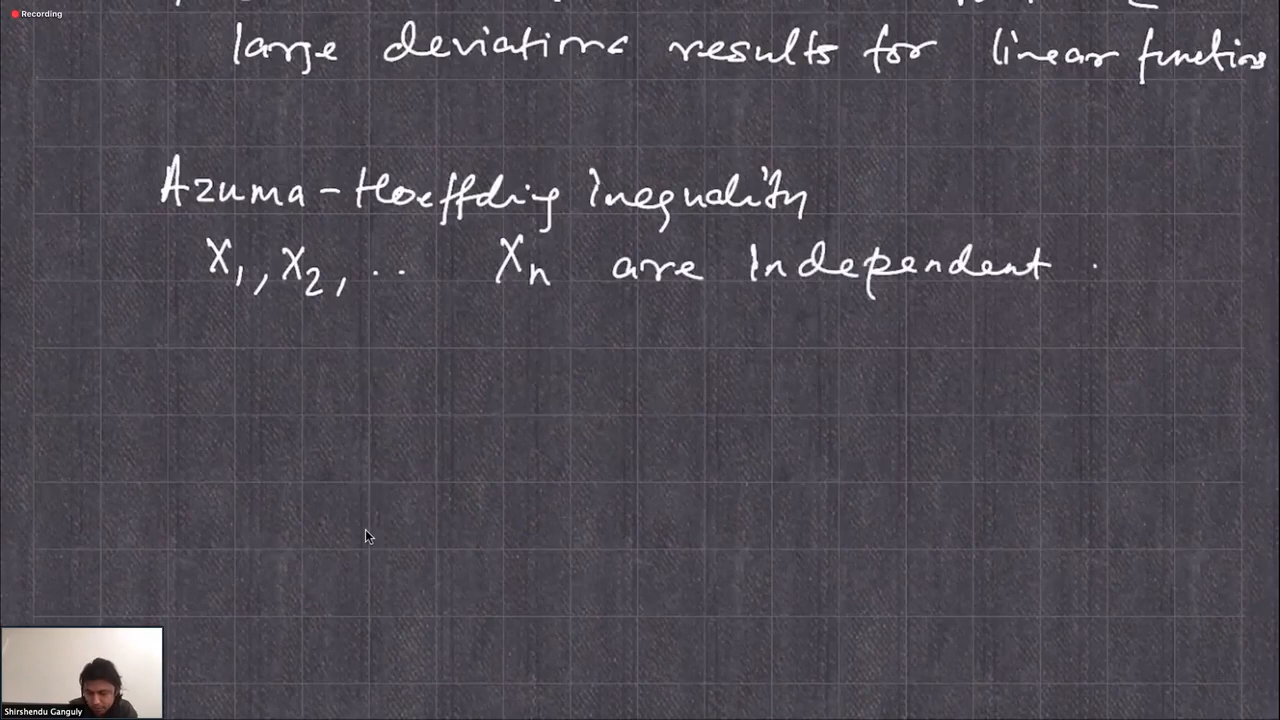 Recording
large deviations results for linear functions
Azuma-Hoeffding Inequality
X₁, X₂, .. Xₙ are independent .
Shirshendu Ganguly